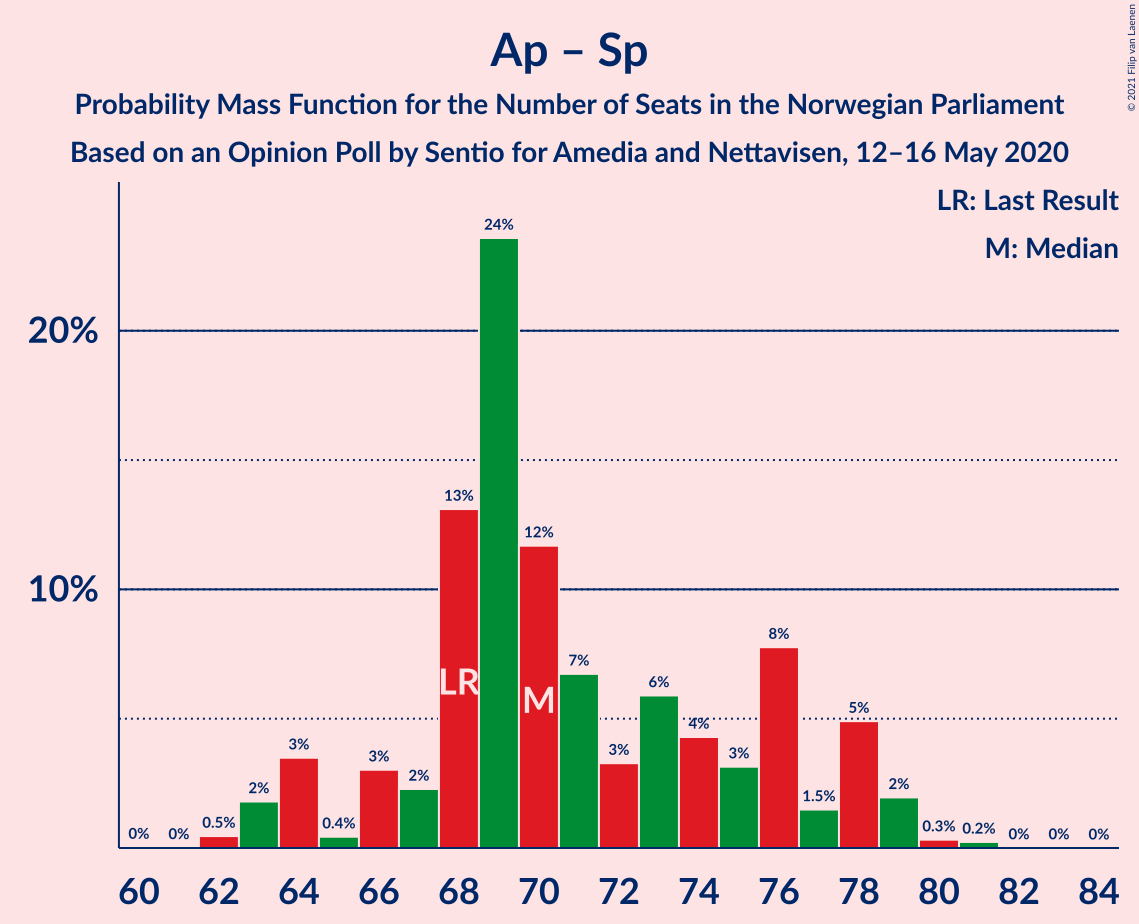 Ap – Sp
Probability Mass Function for the Number of Seats in the Norwegian Parliament
Based on an Opinion Poll by Sentio for Amedia and Nettavisen, 12–16 May 2020
© 2021 Filip van Laenen
LR: Last Result
M: Median
20%
10%
0% 0% 0.5% 2% 3% 0.4% 3% 2% 13% 24% 12% 7% 3% 6% 4% 3% 8% 1.5% 5% 2% 0.3% 0.2% 0% 0% 0%
LR M
60 62 64 66 68 70 72 74 76 78 80 82 84